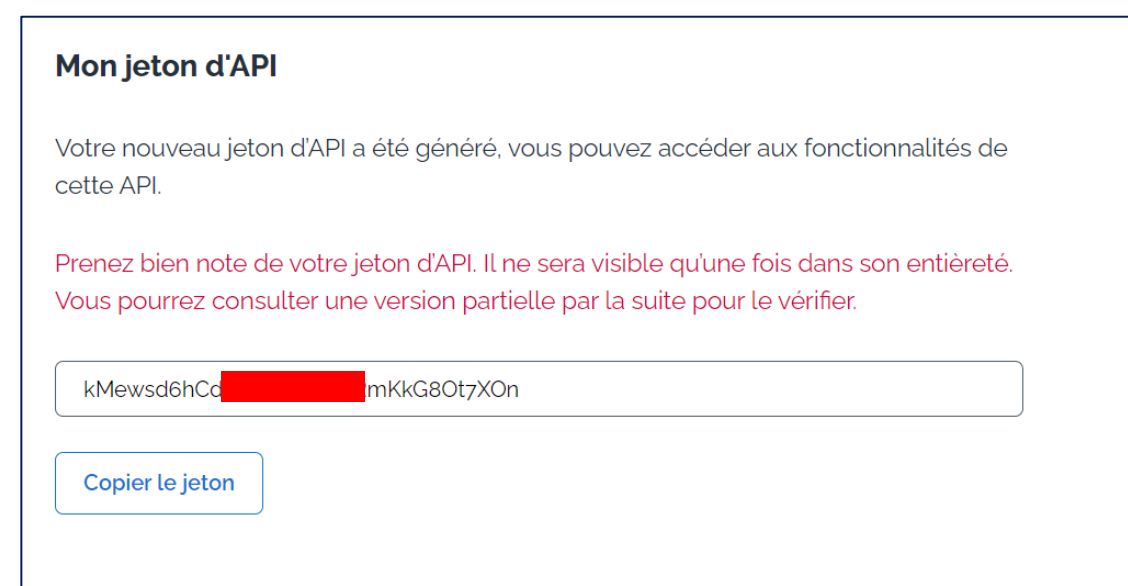 Mon jeton d'API
Votre nouveau jeton d'API a été généré, vous pouvez accéder aux fonctionnalités de
cette API.
Prenez bien note de votre jeton d'API. Il ne sera visible qu'une fois dans son entièreté.
Vous pourrez consulter une version partielle par la suite pour le vérifier.
kMewsd6hCd mKkG8Ot7XOn
Copier le jeton